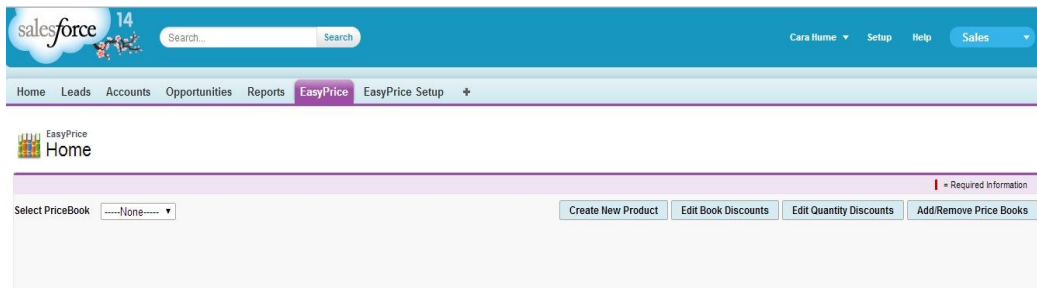 salesforce 14
Search... Search Cara Hume Setup Help Sales
Home Leads Accounts Opportunities Reports EasyPrice EasyPrice Setup +
EasyPrice
Home
= Required Information
Select PriceBook -----None----- Create New Product Edit Book Discounts Edit Quantity Discounts Add/Remove Price Books